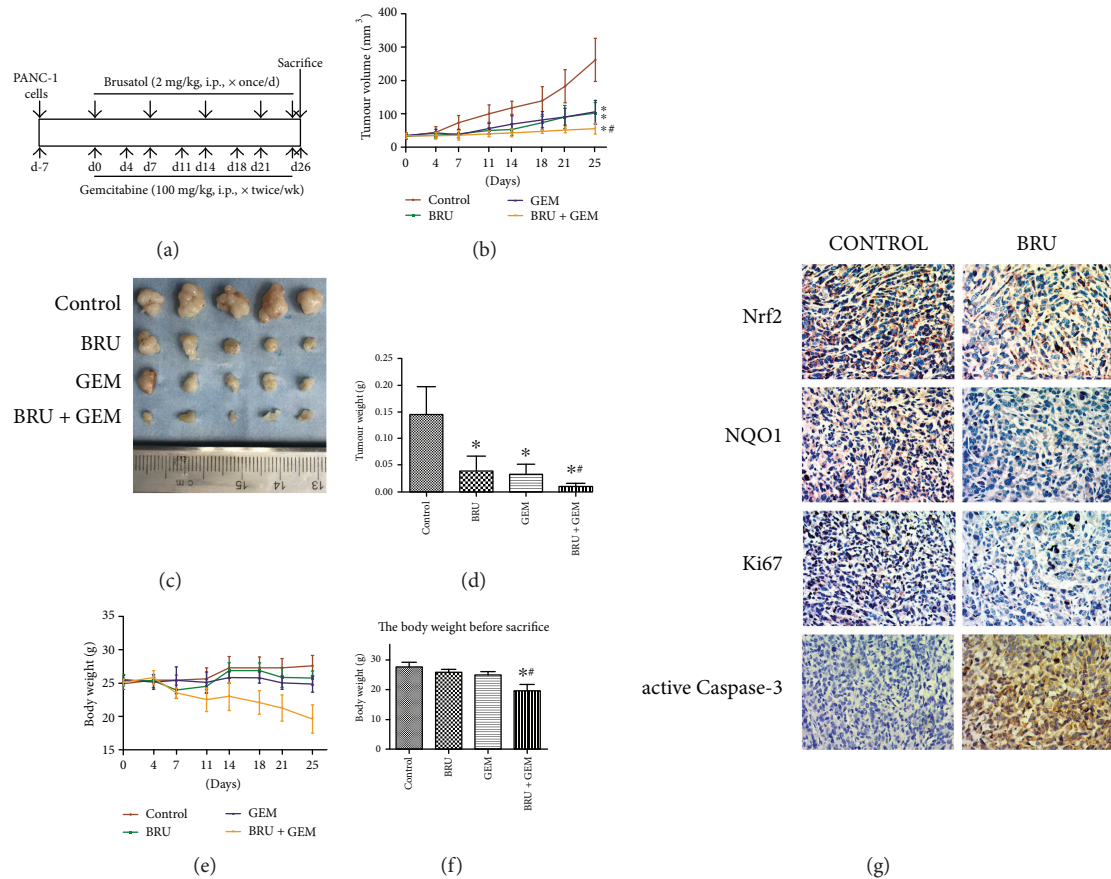 Sacrifice
PANC-1
cells
Brusatol (2 mg/kg, i.p., × once/d)
d-7 d0 d4 d7 d11 d14 d18 d21 d26
Gemcitabine (100 mg/kg, i.p., × twice/wk)
(a)
Tumour volume (mm3)
400
300
200
100
0
0 4 7 11 14 18 21 25
(Days)
*
*
*#
Control GEM
BRU BRU + GEM
(b)
Control
BRU
GEM
BRU + GEM
cm 15 14 13
(c)
Tumour weight (g)
0.25
0.20
0.15
0.10
0.05
0.00
* * *#
Control BRU GEM BRU + GEM
(d)
Body weight (g)
35
30
25
20
15
0 4 7 11 14 18 21 25
(Days)
Control GEM
BRU BRU + GEM
(e)
The body weight before sacrifice
Body weight (g)
30
20
10
0
*#
Control BRU GEM BRU + GEM
(f)
CONTROL BRU
Nrf2
NQO1
Ki67
active Caspase-3
(g)